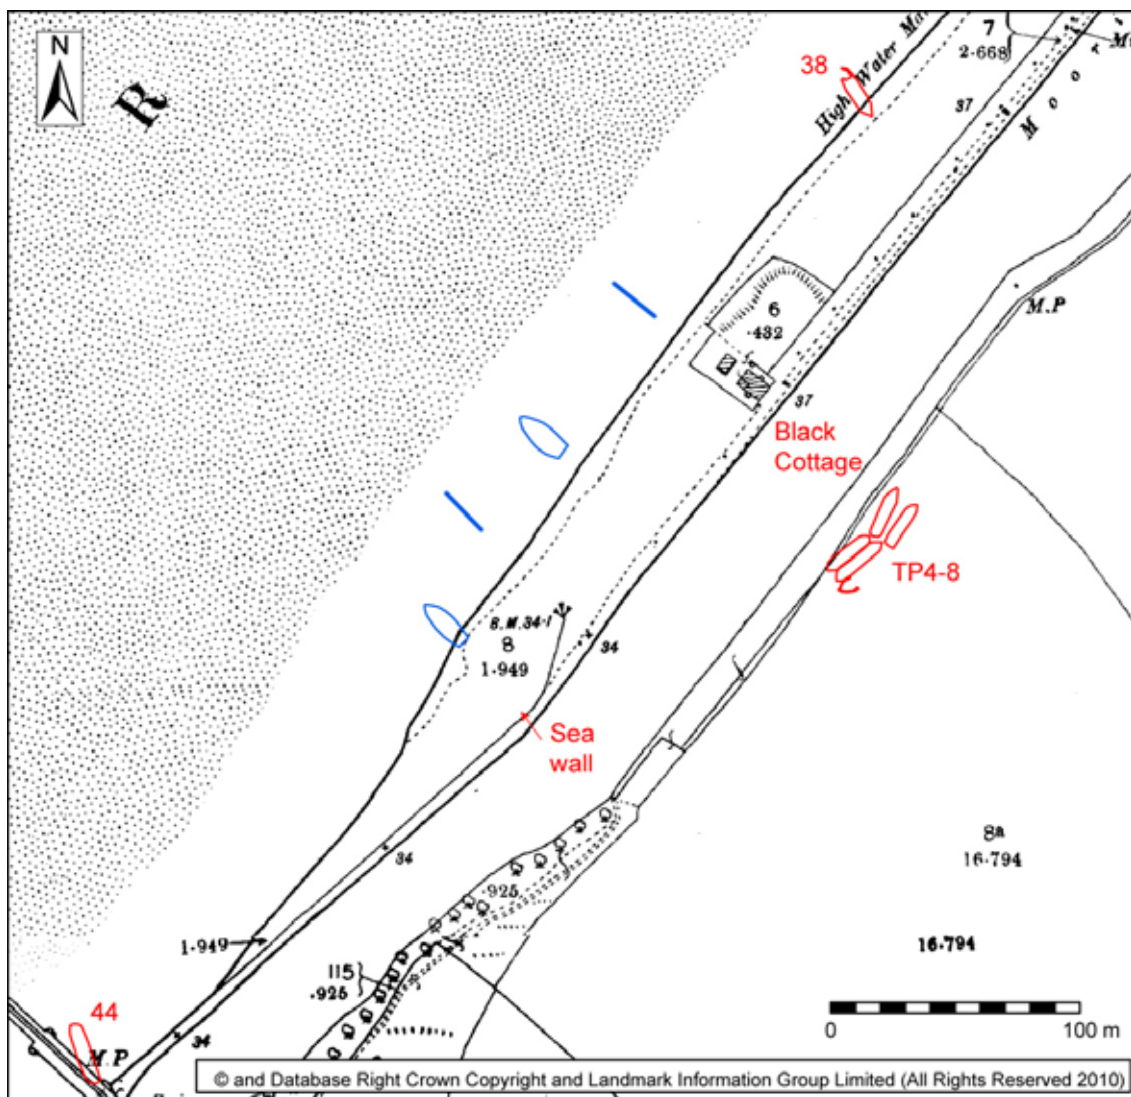 N
R
38
High Water Ma
7
2·668
37
M o o r
6
·432
M.P
37
Black
Cottage
TP4-8
B.M.34·1
8
1·949
34
Sea
wall
34
8a
16·794
·925
1·949
16·794
115
·925
44
34
M.P
0
100 m
© and Database Right Crown Copyright and Landmark Information Group Limited (All Rights Reserved 2010)